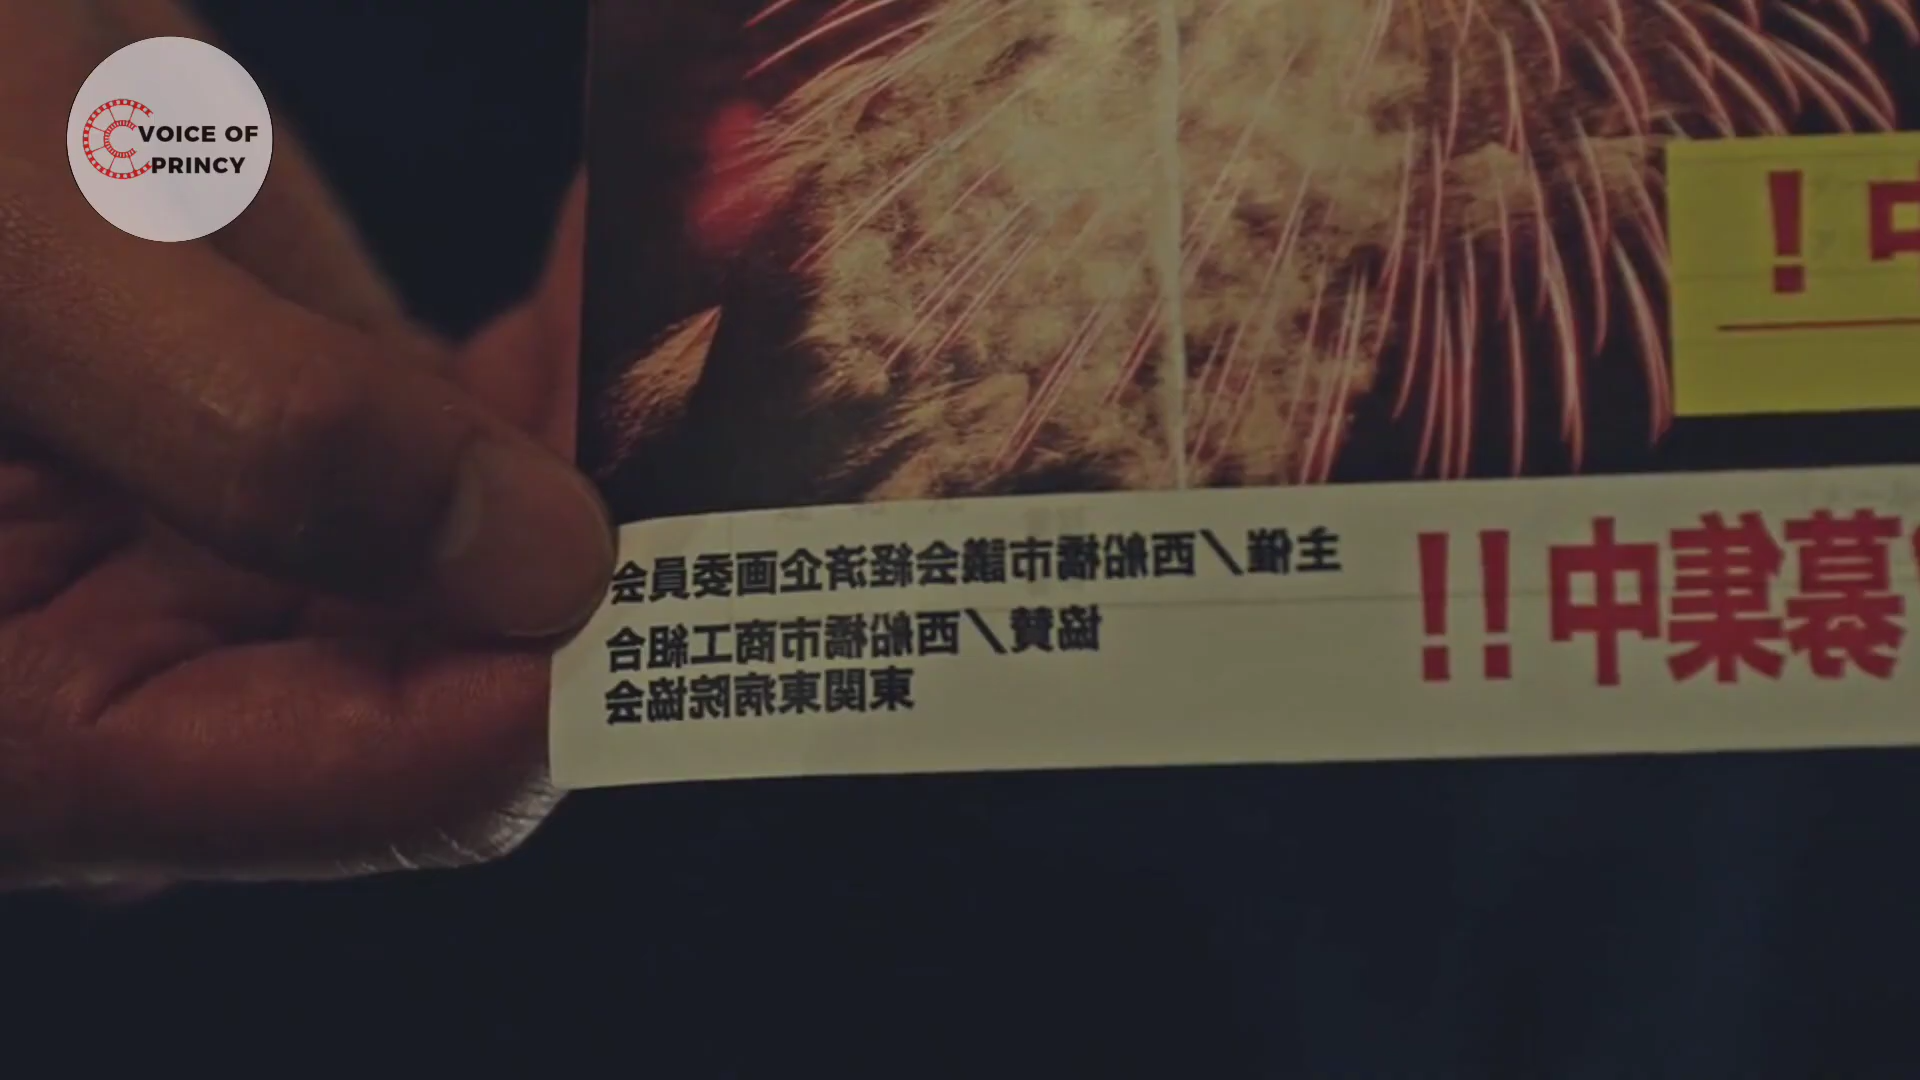 VOICE OF
PRINCY
中!
募集中!!
主催/西船橋市議会経済企画委員会
協賛/西船橋市商工組合
東関東病院協会